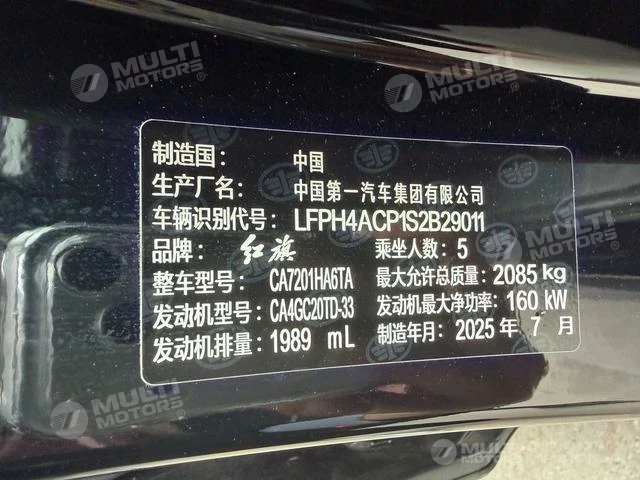 MULTI MOTORS®
MULTI MOTORS®
MULTI MOTORS®
制造国： 中国
生产厂名： 中国第一汽车集团有限公司
车辆识别代号： LFPH4ACP1S2B29011
品牌： 红旗 乘坐人数：5
整车型号： CA7201HA6TA 最大允许总质量：2085 kg
发动机型号：CA4GC20TD-33 发动机最大净功率：160 kW
发动机排量：1989 mL 制造年月：2025 年 7 月
MULTI MOTORS®
MULTI MOTORS